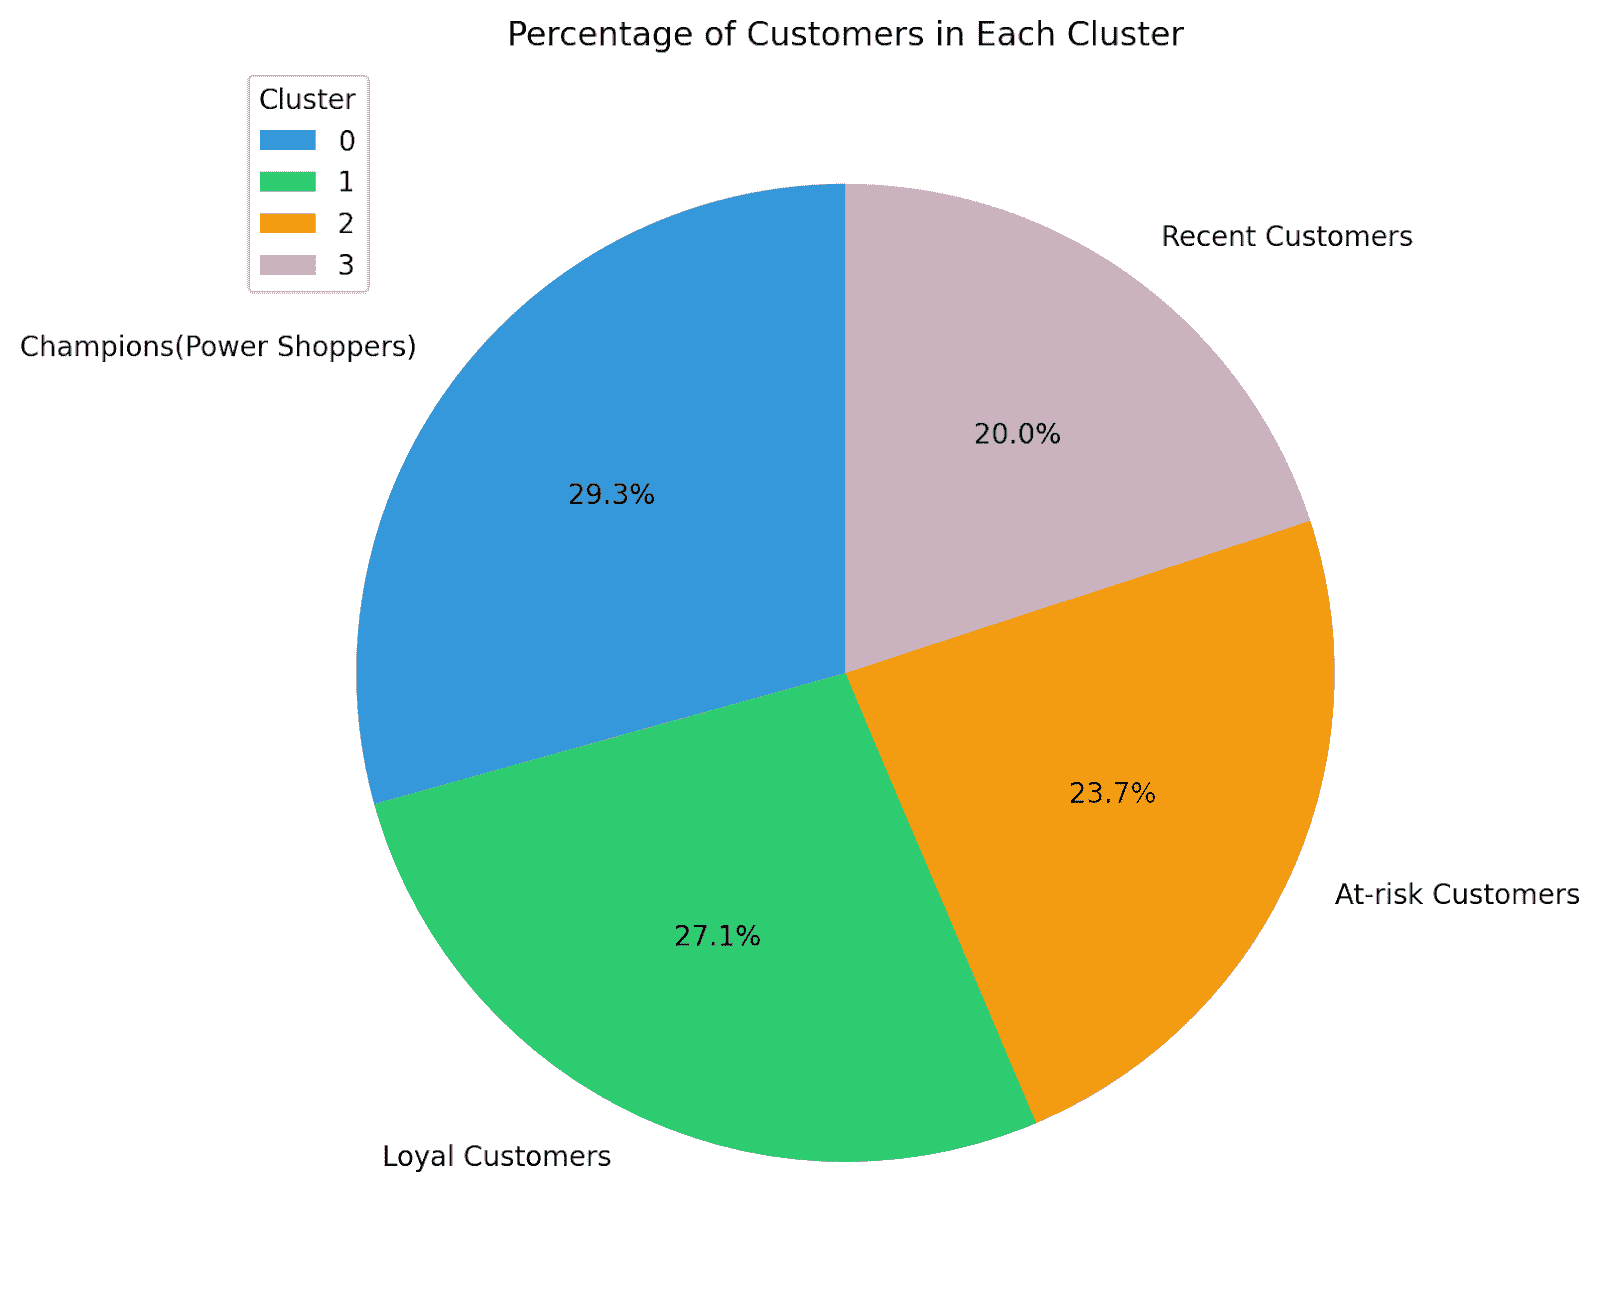 Percentage of Customers in Each Cluster
Cluster
0
1
2
3
Recent Customers
Champions(Power Shoppers)
20.0%
29.3%
23.7%
At-risk Customers
27.1%
Loyal Customers